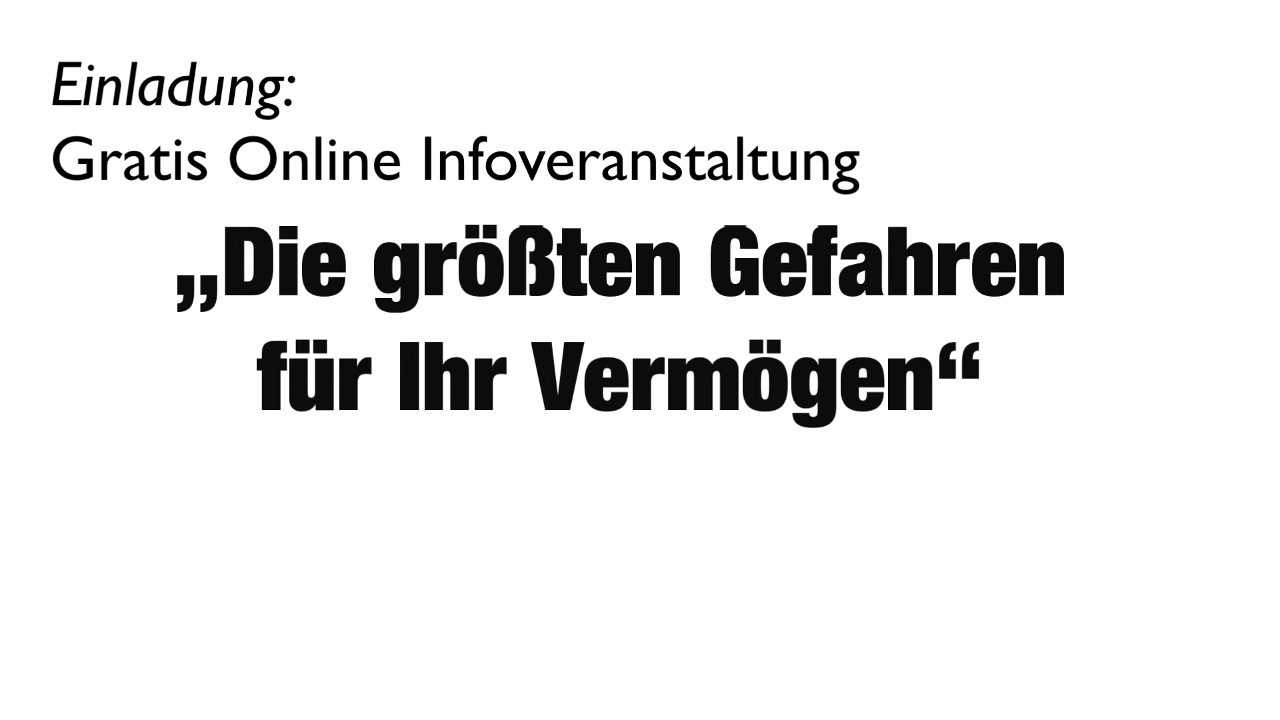 Einladung:
Gratis Online Infoveranstaltung
„Die größten Gefahren
für Ihr Vermögen“